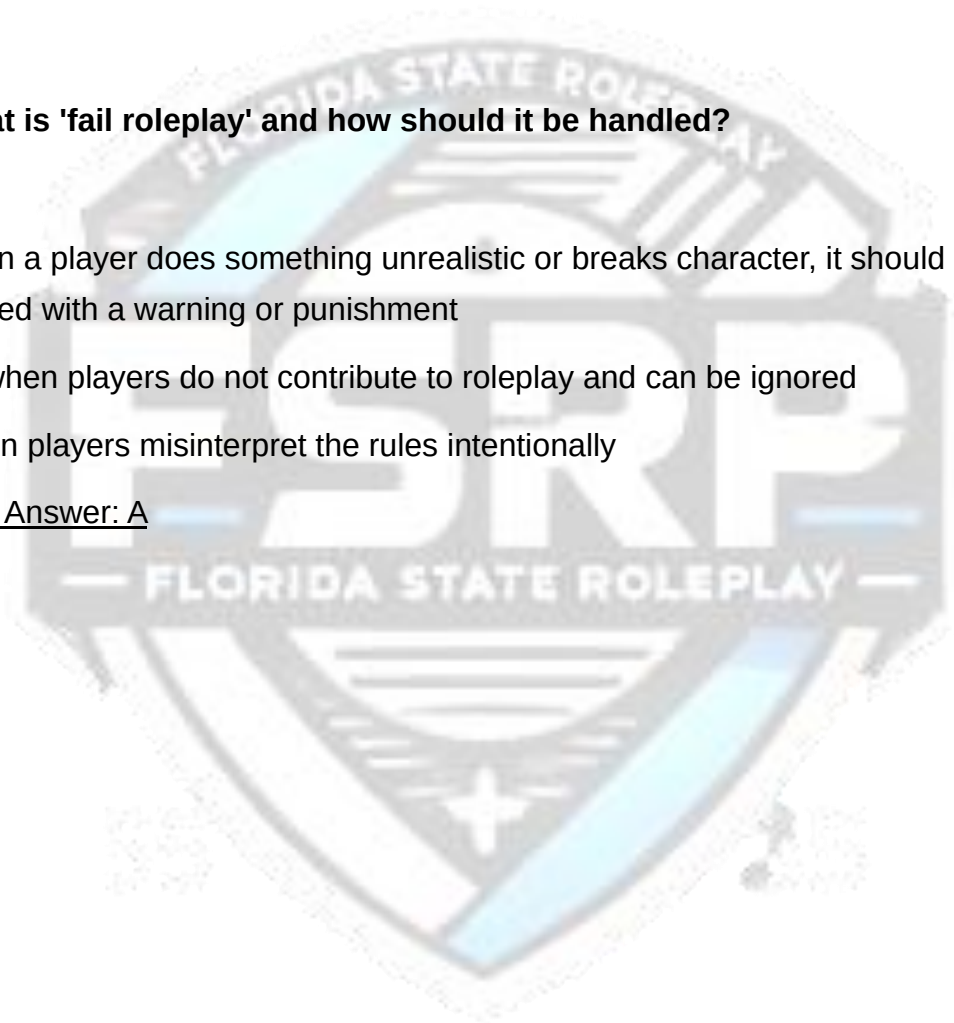 FLORIDA STATE ROLEPLAY
at is 'fail roleplay' and how should it be handled?
n a player does something unrealistic or breaks character, it should
ed with a warning or punishment
when players do not contribute to roleplay and can be ignored
n players misinterpret the rules intentionally
Answer: A
FSRP
FLORIDA STATE ROLEPLAY